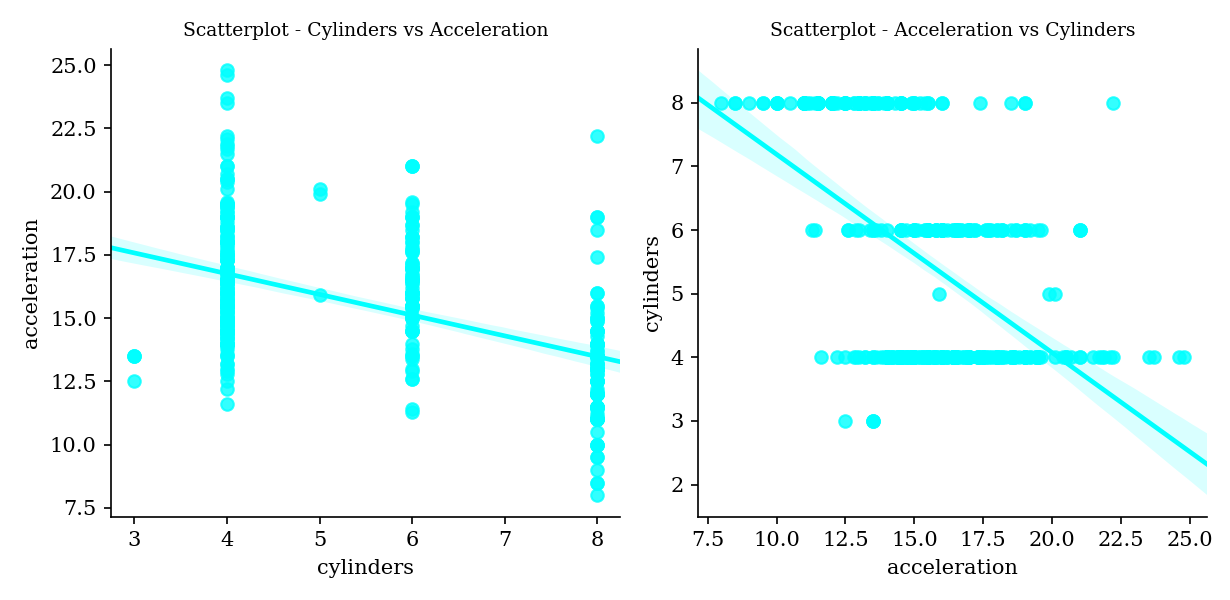 Scatterplot - Cylinders vs Acceleration
25.0
22.5
20.0
17.5
15.0
12.5
10.0
7.5
acceleration
3 4 5 6 7 8
cylinders
Scatterplot - Acceleration vs Cylinders
8
7
6
5
4
3
2
cylinders
7.5 10.0 12.5 15.0 17.5 20.0 22.5 25.0
acceleration